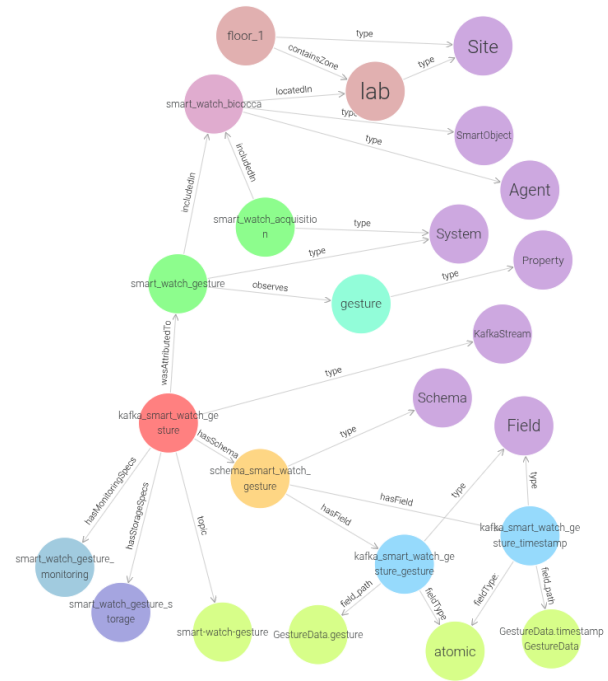 floor_1
type
Site
containsZone
type
lab
locatedIn
smart_watch_bicocca
type
SmartObject
type
Agent
includedIn
includedIn
smart_watch_acquisitio
n
type
System
type
Property
smart_watch_gesture
observes
type
gesture
wasAttributedTo
KafkaStream
type
Schema
kafka_smart_watch_ge
sture
type
Field
hasSchema
schema_smart_watch_
gesture
hasMonitoringSpecs
hasStorageSpecs
topic
type
type
hasField
hasField
kafka_smart_watch_ge
sture_timestamp
kafka_smart_watch_ge
sture_gesture
smart_watch_gesture_
monitoring
field_path
fieldType
fieldType
field_path
smart_watch_gesture_s
torage
smart-watch-gesture
GestureData.gesture
atomic
GestureData.timestamp
GestureData